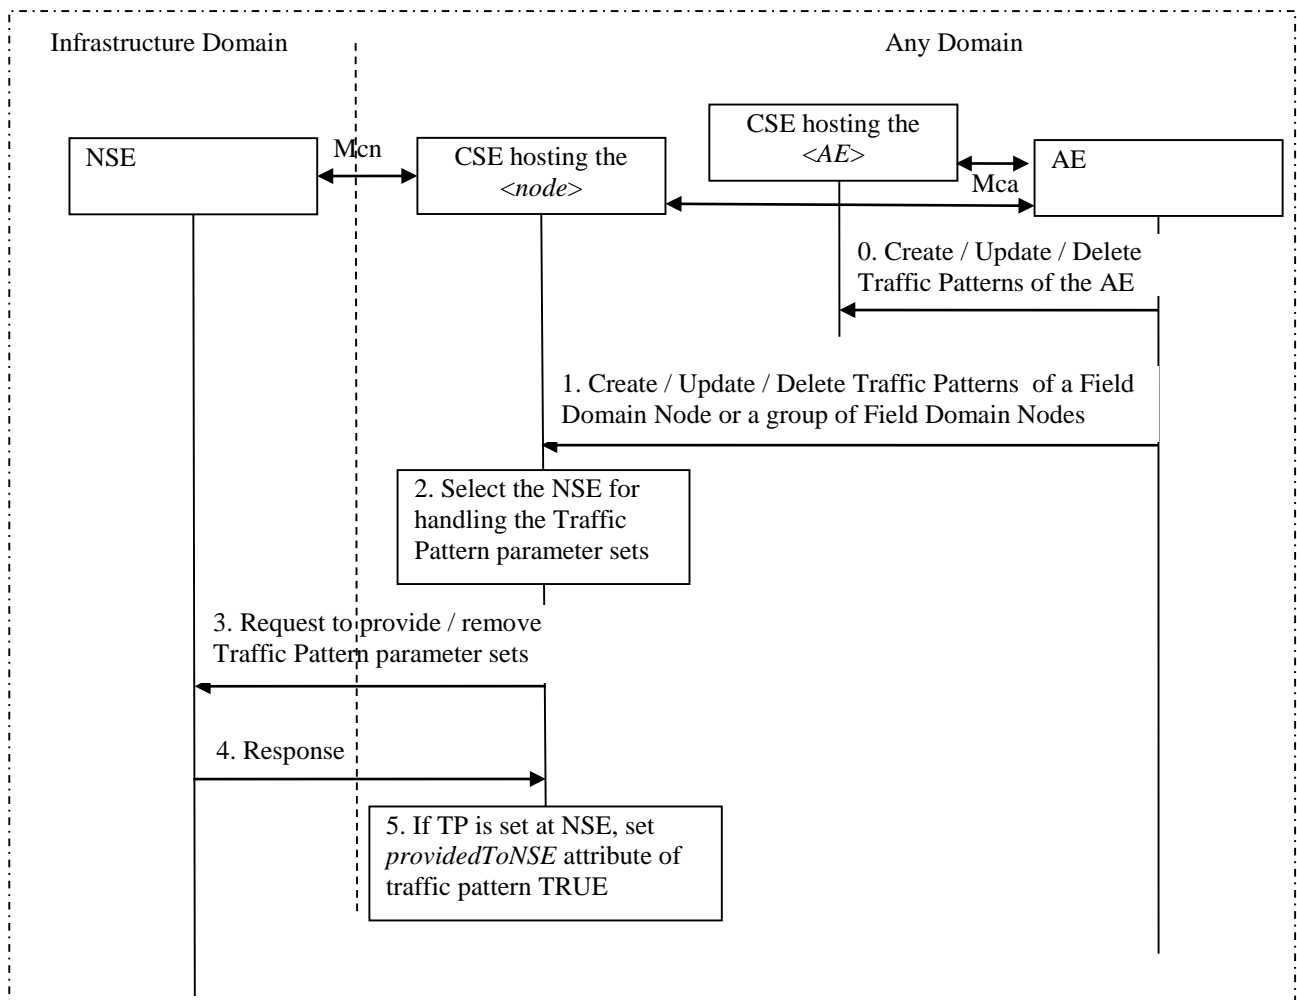 Infrastructure Domain
Any Domain
NSE
Mcn
CSE hosting the
<node>
CSE hosting the
<AE>
Mca
AE
0. Create / Update / Delete
Traffic Patterns of the AE
1. Create / Update / Delete Traffic Patterns  of a Field
Domain Node or a group of Field Domain Nodes
2. Select the NSE for
handling the Traffic
Pattern parameter sets
3. Request to provide / remove
Traffic Pattern parameter sets
4. Response
5. If TP is set at NSE, set
providedToNSE attribute of
traffic pattern TRUE